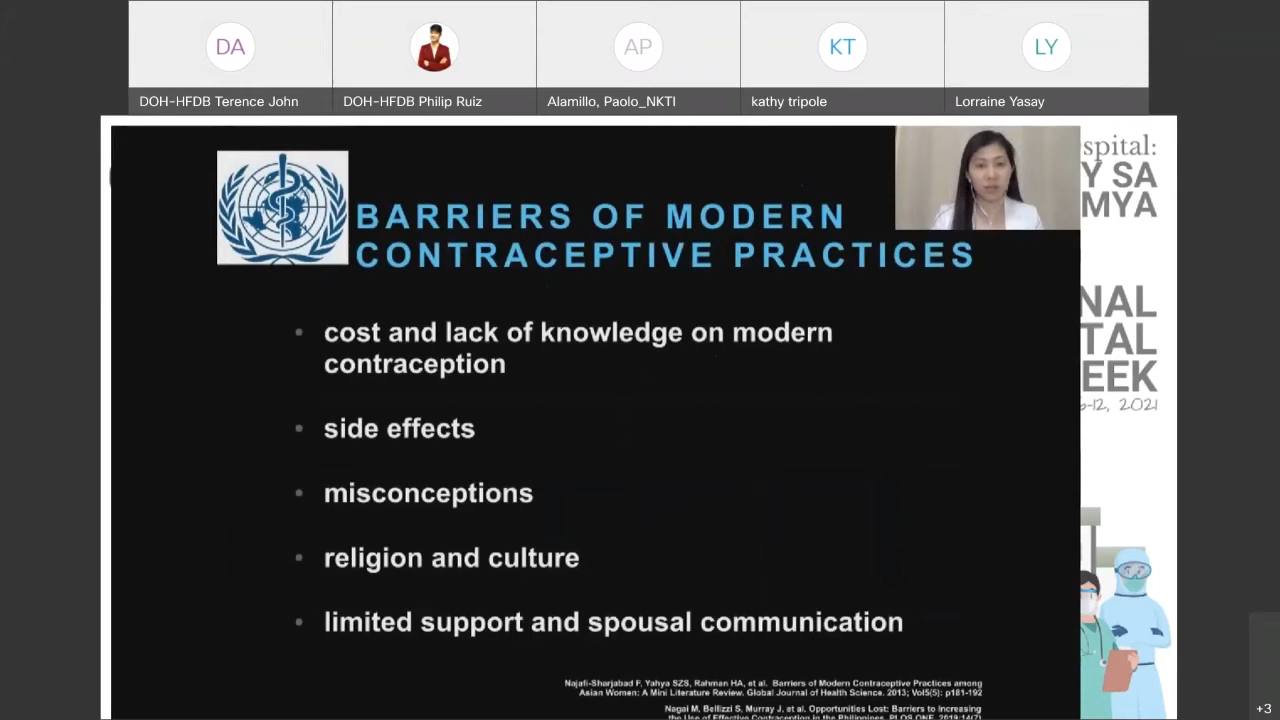 DA
AP
KT
LY
DOH-HFDB Terence John
DOH-HFDB Philip Ruiz
Alamillo, Paolo_NKTI
kathy tripole
Lorraine Yasay
spital:
Y SA
MYA
BARRIERS OF MODERN
CONTRACEPTIVE PRACTICES
NAL
TAL
EEK
6-12, 2021
• cost and lack of knowledge on modern
contraception
• side effects
• misconceptions
• religion and culture
• limited support and spousal communication
Najafi-Sharjabad F, Yahya SZS, Rahman HA, et al. Barriers of Modern Contraceptive Practices among
Asian Women: A Mini Literature Review. Global Journal of Health Science. 2013; Vol5(5): p181-192
Nagai M, Bellizzi S, Murray J, et al. Opportunities Lost: Barriers to Increasing
the Use of Effective Contraception in the Philippines. PLOS ONE. 2019;14(7)
+3